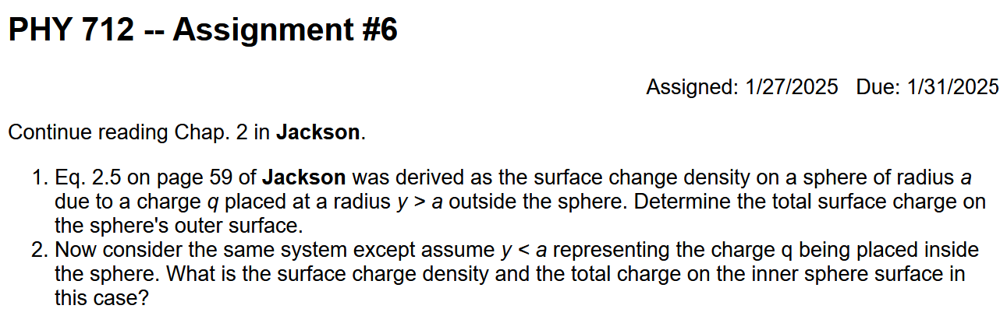 PHY 712 -- Assignment #6
Assigned: 1/27/2025 Due: 1/31/2025
Continue reading Chap. 2 in Jackson.
1. Eq. 2.5 on page 59 of Jackson was derived as the surface change density on a sphere of radius a
due to a charge q placed at a radius y > a outside the sphere. Determine the total surface charge on
the sphere's outer surface.
2. Now consider the same system except assume y < a representing the charge q being placed inside
the sphere. What is the surface charge density and the total charge on the inner sphere surface in
this case?